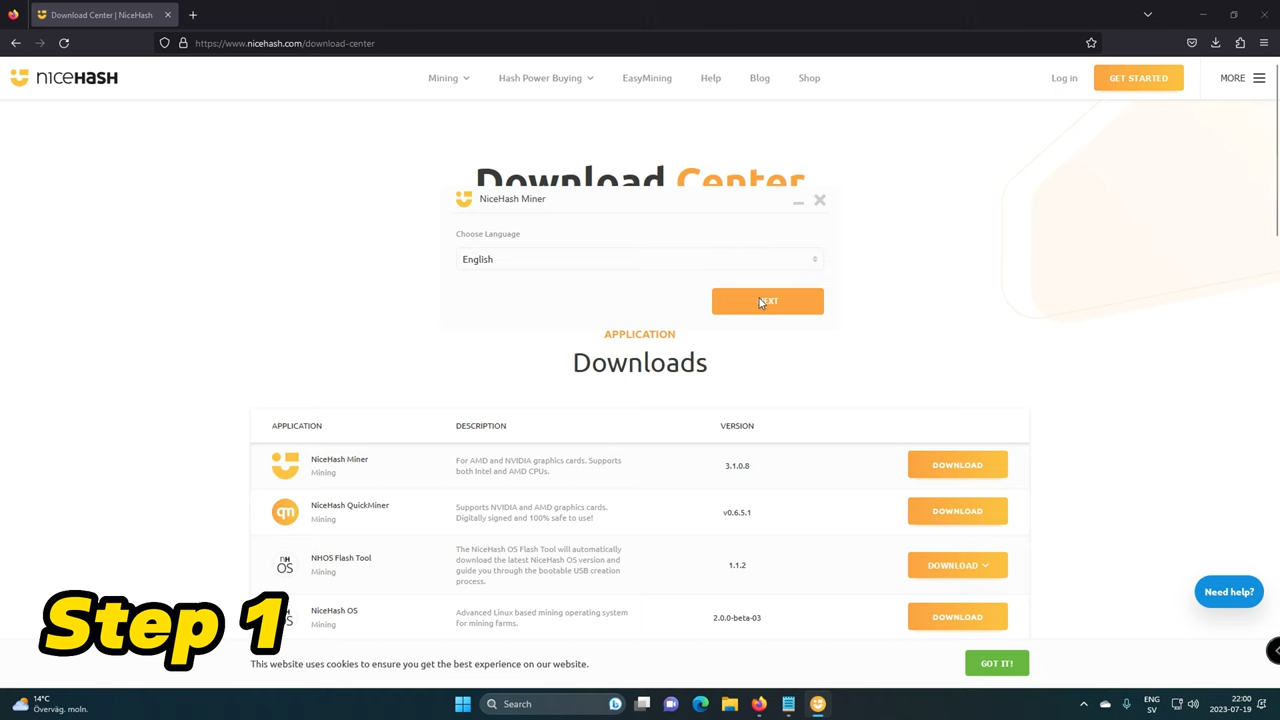 Download Center | NiceHash
https://www.nicehash.com/download-center
niceHASH
Mining
Hash Power Buying
EasyMining
Help
Blog
Shop
Log in
GET STARTED
MORE
Download Center
NiceHash Miner
Choose Language
English
NEXT
APPLICATION
Downloads
APPLICATION
DESCRIPTION
VERSION
NiceHash Miner
Mining
For AMD and NVIDIA graphics cards. Supports
both Intel and AMD CPUs.
3.1.0.8
DOWNLOAD
qm
NiceHash QuickMiner
Mining
Supports NVIDIA and AMD graphics cards.
Digitally signed and 100% safe to use!
v0.6.5.1
DOWNLOAD
nH
OS
NHOS Flash Tool
Mining
The NiceHash OS Flash Tool will automatically
download the latest NiceHash OS version and
guide you through the bootable USB creation
process.
1.1.2
DOWNLOAD
OS
NiceHash OS
Mining
Advanced Linux based mining operating system
for mining farms.
2.0.0-beta-03
DOWNLOAD
Need help?
Step 1
This website uses cookies to ensure you get the best experience on our website.
GOT IT!
14°C
Överväg. moln.
Search
ENG
SV
22:00
2023-07-19